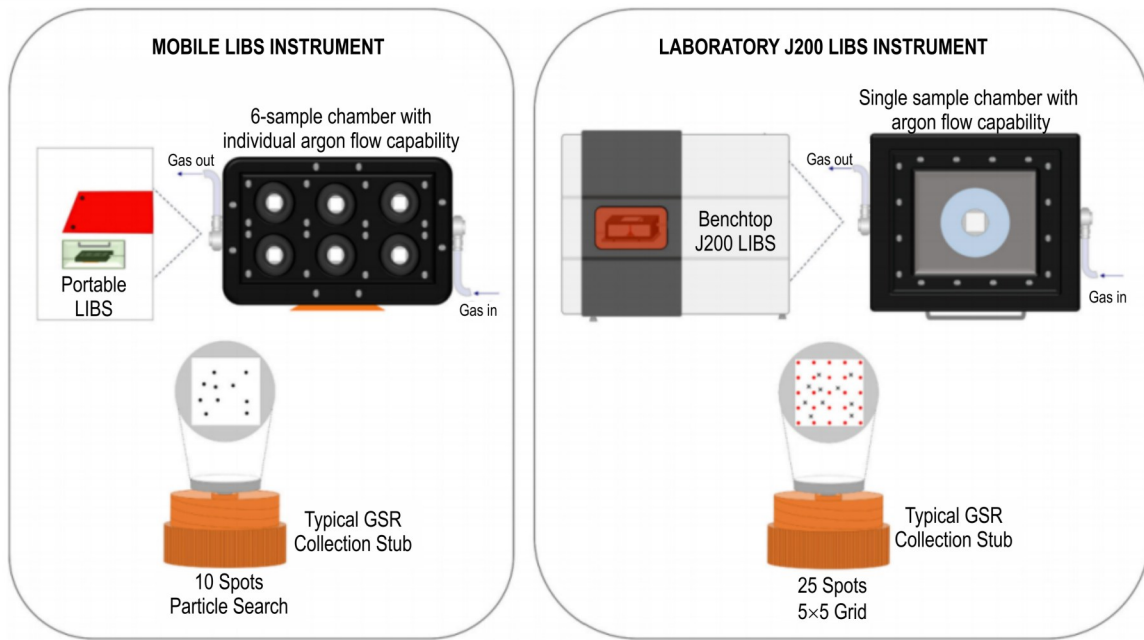 MOBILE LIBS INSTRUMENT
6-sample chamber with
individual argon flow capability
Gas out
Portable
LIBS
Gas in
Typical GSR
Collection Stub
10 Spots
Particle Search
LABORATORY J200 LIBS INSTRUMENT
Single sample chamber with
argon flow capability
Gas out
Benchtop
J200 LIBS
Gas in
Typical GSR
Collection Stub
25 Spots
5×5 Grid